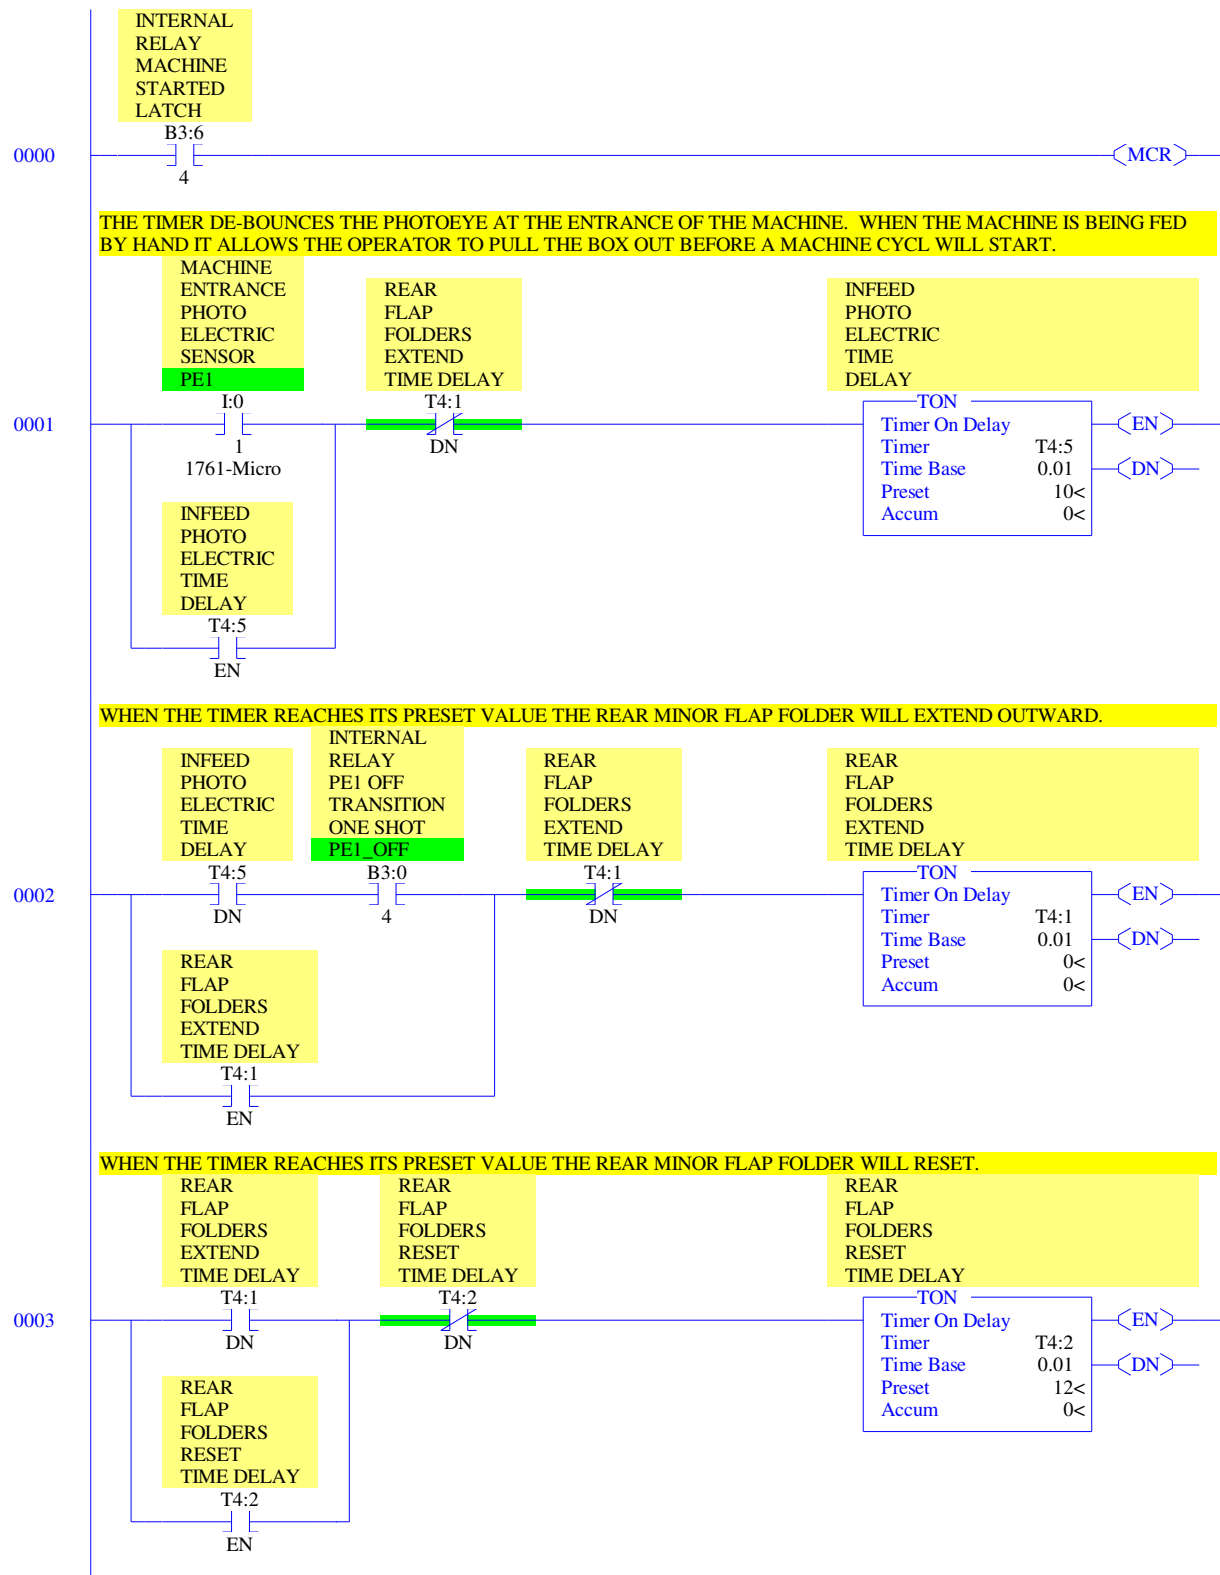 INTERNAL
RELAY
MACHINE
STARTED
LATCH
B3:6
0000
MCR
4
THE TIMER DE-BOUNCES THE PHOTOEYE AT THE ENTRANCE OF THE MACHINE. WHEN THE MACHINE IS BEING FED
BY HAND IT ALLOWS THE OPERATOR TO PULL THE BOX OUT BEFORE A MACHINE CYCL WILL START.
MACHINE
ENTRANCE
PHOTO
ELECTRIC
SENSOR
PE1
I:0
1
1761-Micro
REAR
FLAP
FOLDERS
EXTEND
TIME DELAY
T4:1
DN
INFEED
PHOTO
ELECTRIC
TIME
DELAY
0001
TON
Timer On Delay
Timer T4:5
Time Base 0.01
Preset 10<
Accum 0<
EN
DN
INFEED
PHOTO
ELECTRIC
TIME
DELAY
T4:5
EN
WHEN THE TIMER REACHES ITS PRESET VALUE THE REAR MINOR FLAP FOLDER WILL EXTEND OUTWARD.
INFEED
PHOTO
ELECTRIC
TIME
DELAY
T4:5
DN
INTERNAL
RELAY
PE1 OFF
TRANSITION
ONE SHOT
PE1_OFF
B3:0
4
REAR
FLAP
FOLDERS
EXTEND
TIME DELAY
T4:1
DN
REAR
FLAP
FOLDERS
EXTEND
TIME DELAY
0002
TON
Timer On Delay
Timer T4:1
Time Base 0.01
Preset 0<
Accum 0<
EN
DN
REAR
FLAP
FOLDERS
EXTEND
TIME DELAY
T4:1
EN
WHEN THE TIMER REACHES ITS PRESET VALUE THE REAR MINOR FLAP FOLDER WILL RESET.
REAR
FLAP
FOLDERS
EXTEND
TIME DELAY
T4:1
DN
REAR
FLAP
FOLDERS
RESET
TIME DELAY
T4:2
DN
REAR
FLAP
FOLDERS
RESET
TIME DELAY
0003
TON
Timer On Delay
Timer T4:2
Time Base 0.01
Preset 12<
Accum 0<
EN
DN
REAR
FLAP
FOLDERS
RESET
TIME DELAY
T4:2
EN